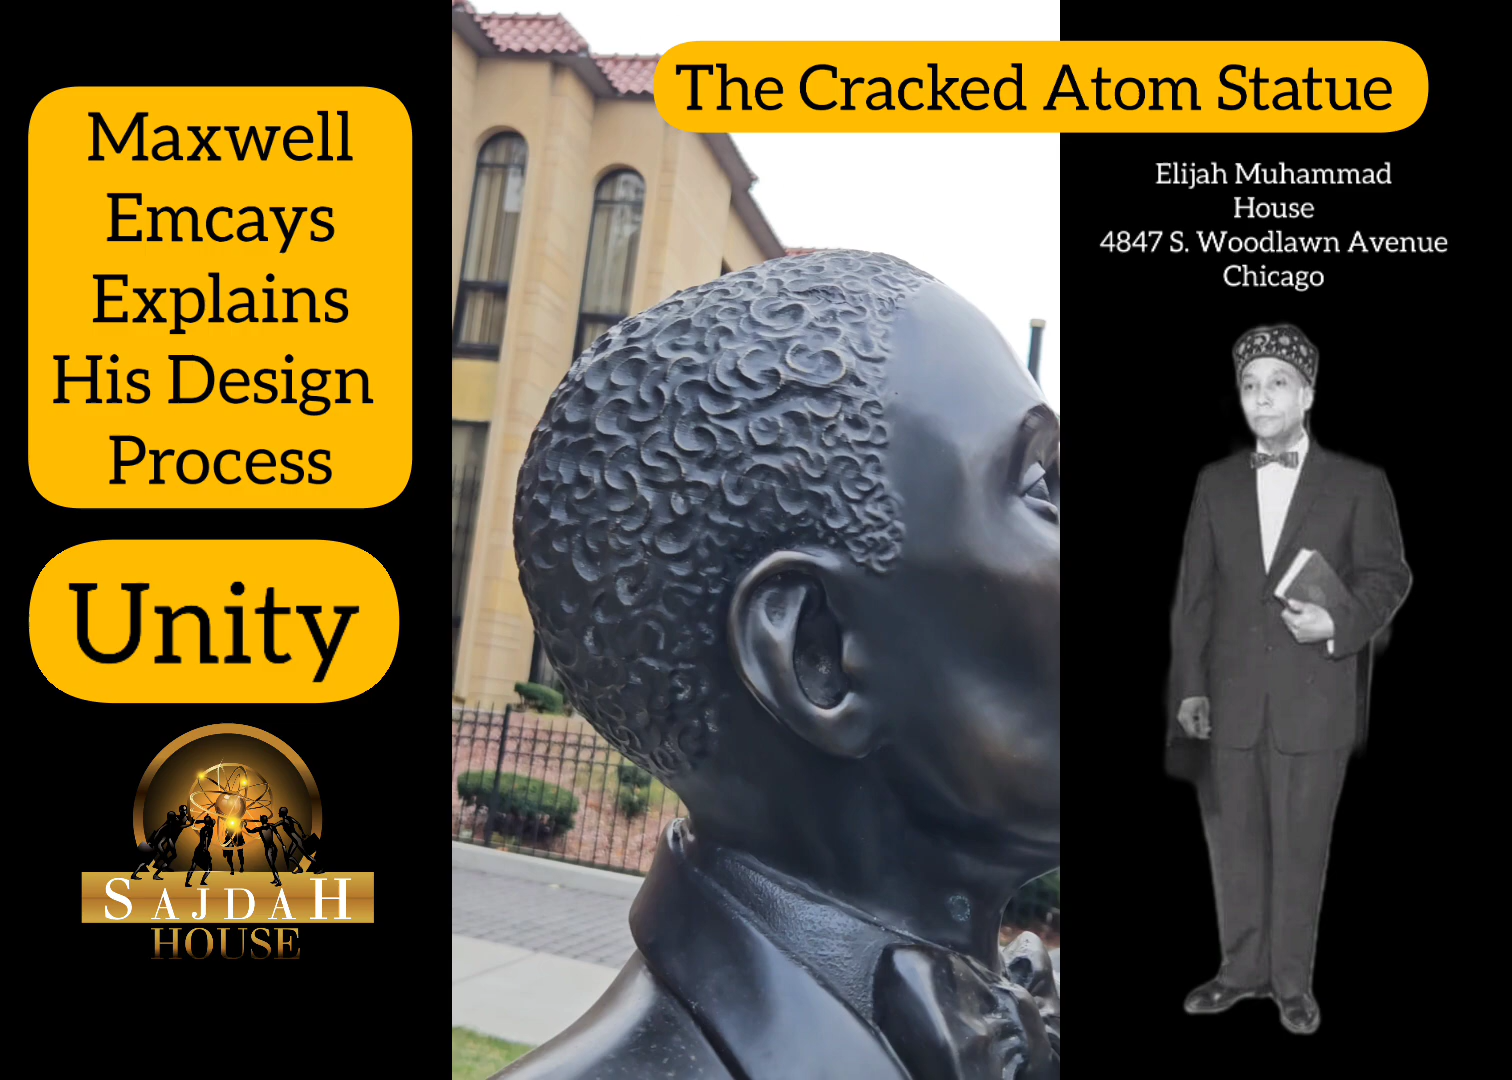 Maxwell
Emcays
Explains
His Design
Process
Unity
SAJDAH
HOUSE
The Cracked Atom Statue
Elijah Muhammad
House
4847 S. Woodlawn Avenue
Chicago